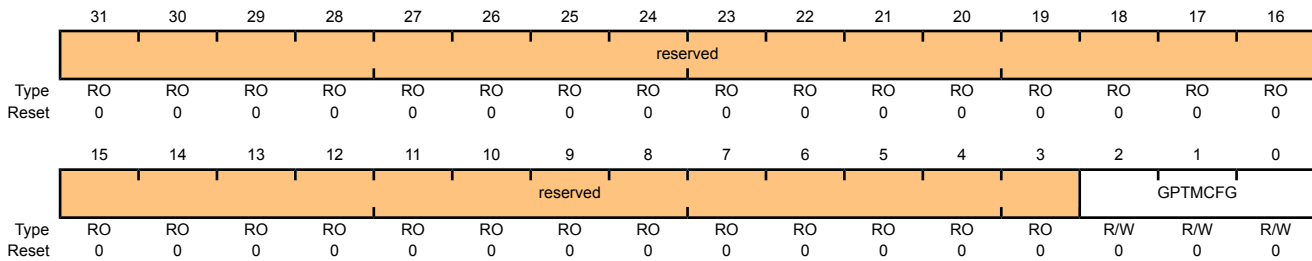 31 30 29 28 27 26 25 24 23 22 21 20 19 18 17 16
reserved
Type RO RO RO RO RO RO RO RO RO RO RO RO RO RO RO RO
Reset 0 0 0 0 0 0 0 0 0 0 0 0 0 0 0 0
15 14 13 12 11 10 9 8 7 6 5 4 3 2 1 0
reserved GPTMCFG
Type RO RO RO RO RO RO RO RO RO RO RO RO RO R/W R/W R/W
Reset 0 0 0 0 0 0 0 0 0 0 0 0 0 0 0 0